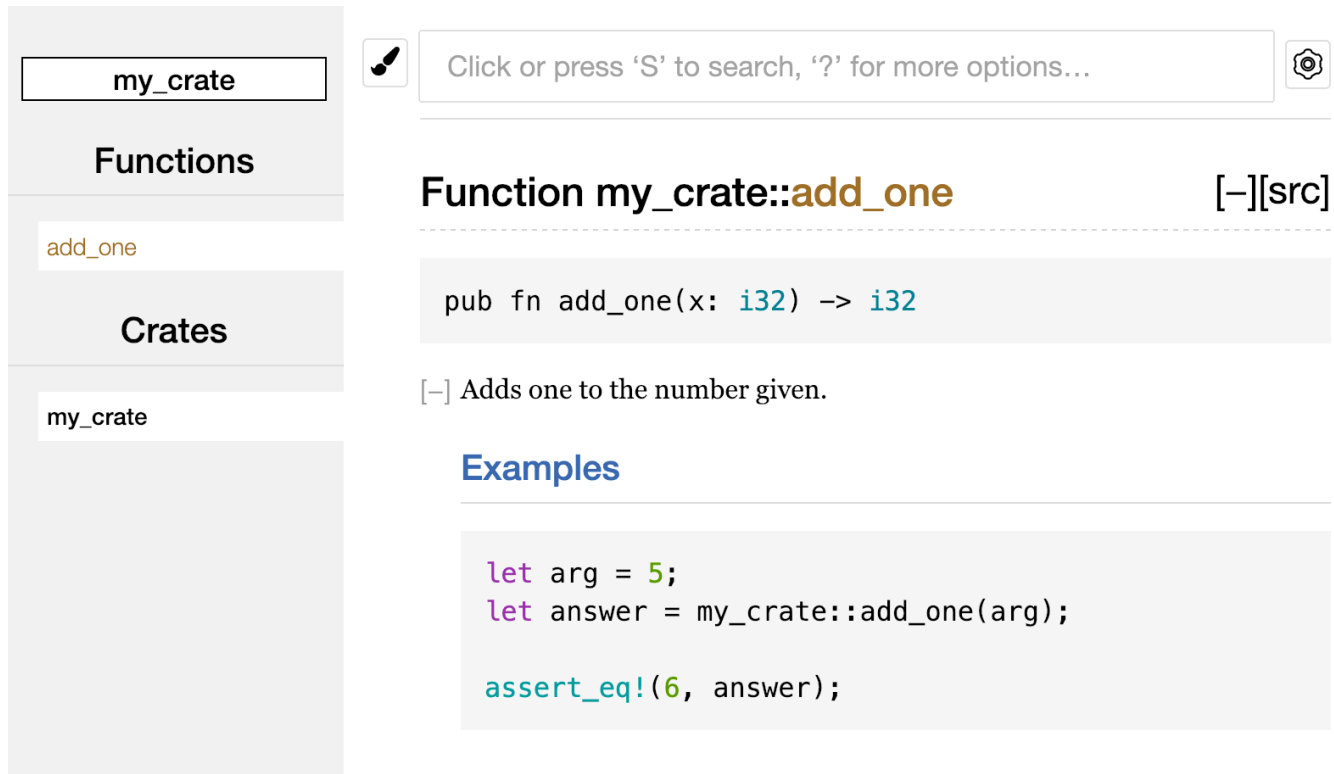 my_crate
Functions
add_one
Crates
my_crate
Click or press ‘S’ to search, ‘?’ for more options…
Function my_crate::add_one [−][src]
pub fn add_one(x: i32) -> i32
[−] Adds one to the number given.
Examples
let arg = 5;
let answer = my_crate::add_one(arg);
assert_eq!(6, answer);